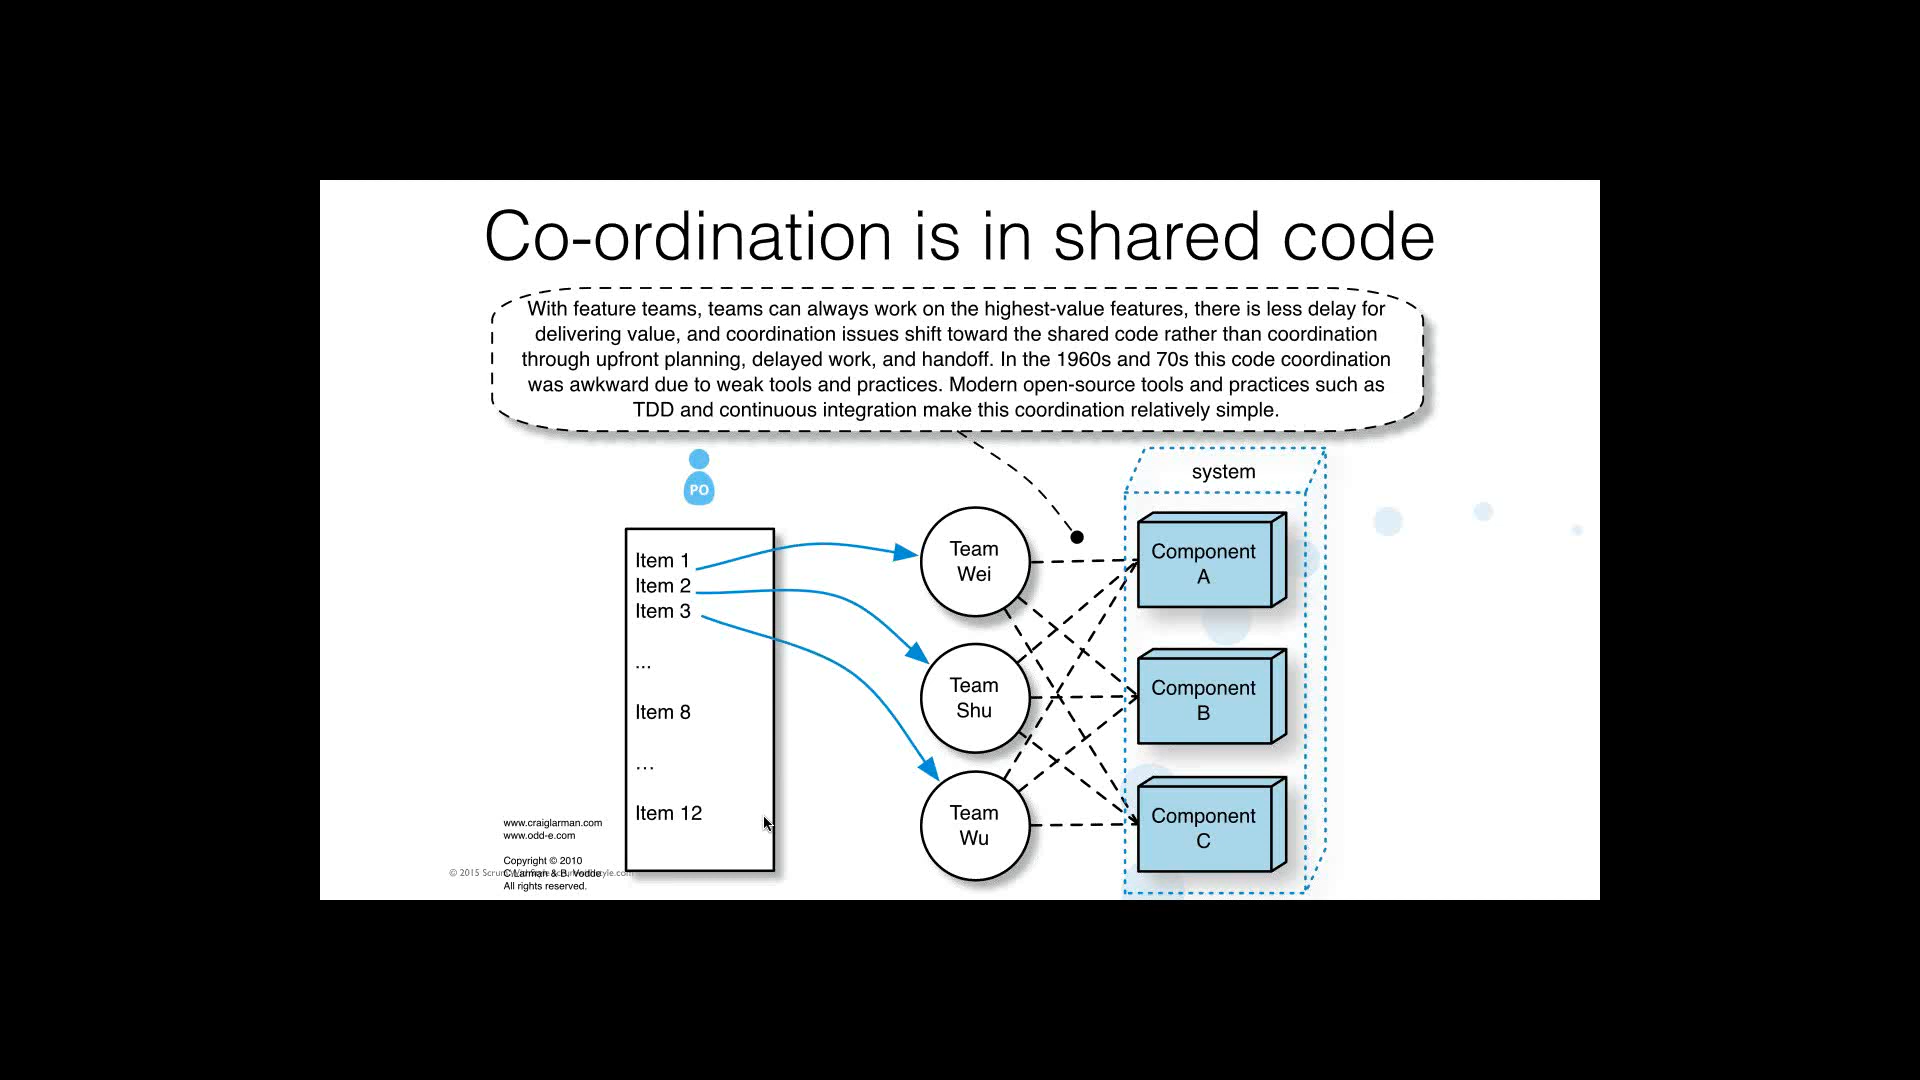 Co-ordination is in shared code
With feature teams, teams can always work on the highest-value features, there is less delay for
delivering value, and coordination issues shift toward the shared code rather than coordination
through upfront planning, delayed work, and handoff. In the 1960s and 70s this code coordination
was awkward due to weak tools and practices. Modern open-source tools and practices such as
TDD and continuous integration make this coordination relatively simple.
PO
system
Item 1
Item 2
Item 3
...
Item 8
...
Item 12
Team
Wei
Team
Shu
Team
Wu
Component
A
Component
B
Component
C
www.craiglarman.com
www.odd-e.com
Copyright © 2010
C.Larman & B. Vodde
All rights reserved.
© 2015